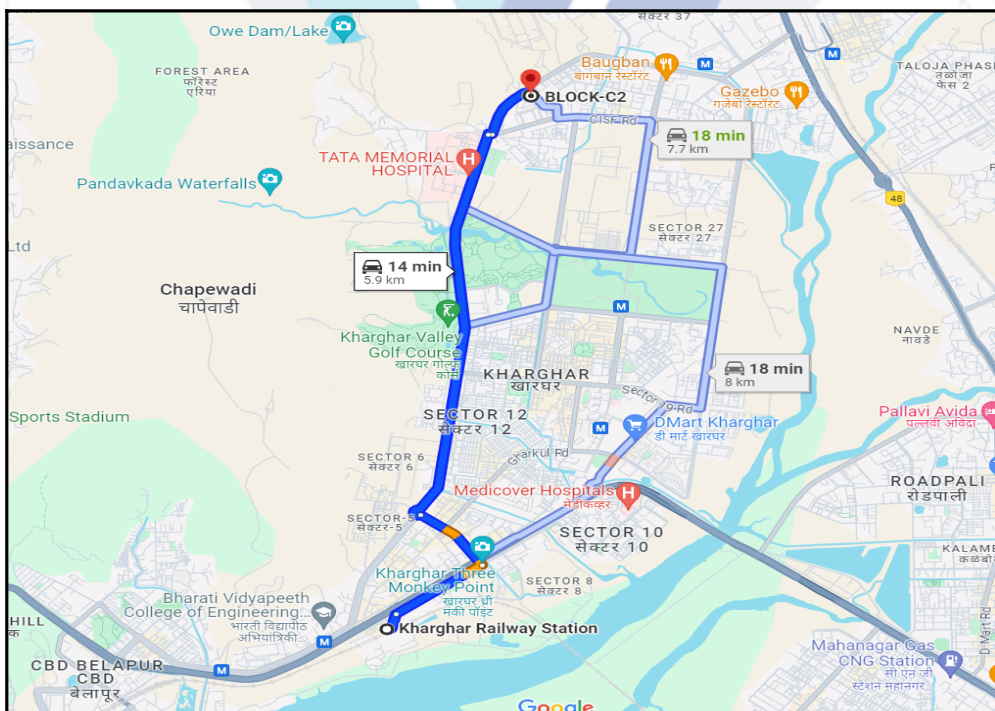 सेक्टर 37
Owe Dam/Lake
M
Baugban
बागबान रेस्टोरंट
M
TALOJA PHASE
तळोजा
फेस 2
FOREST AREA
फॉरेस्ट
एरिया
BLOCK-C2
Gazebo
गजेबो रेस्टोरंट
CISF Rd
18 min
7.7 km
aissance
TATA MEMORIAL
HOSPITAL
H
Pandavkada Waterfalls
48
SECTOR 27
सेक्टर 27
Ltd
14 min
5.9 km
Chapewadi
चापेवाडी
M
Kharghar Valley
Golf Course
खारघर गोल्फ
कोर्स
NAVDE
नावडे
KHARGHAR
खारघर
18 min
8 km
Sports Stadium
SECTOR 12
सेक्टर 12
M
DMart Kharghar
डी मार्ट खारघर
Pallavi Avida
पल्लवी अविदा
Gharkul Rd
SECTOR 6
सेक्टर 6
Medicover Hospitals
मेडीकव्हर
H
ROADPALI
रोडपाली
SECTOR-5
सेक्टर-5
SECTOR 10
सेक्टर 10
KALAMB
कळंबो
Kharghar Three
Monkey Point
खारघर थ्री
मंकी पॉइंट
SECTOR 8
सेक्टर 8
Bharati Vidyapeeth
College of Engineering...
भारती विद्यापीठ
अभियांत्रिकी...
HILL
M
Kharghar Railway Station
D Mart Rd
Mahanagar Gas
CNG Station
सी एन जी
स्टेशन महानगर
CBD BELAPUR
CBD
बेलापूर
M
M
Google